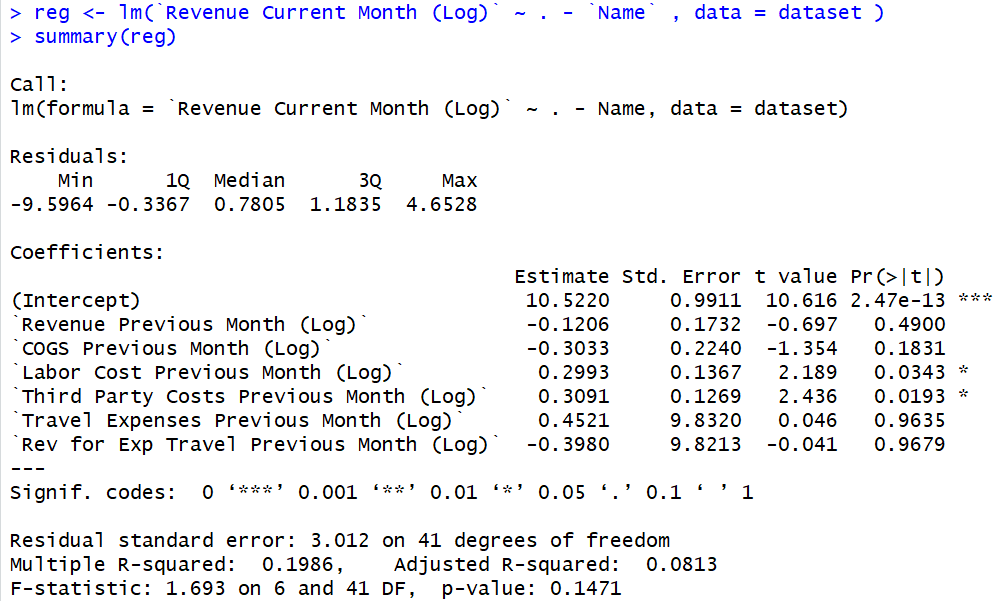 > reg <- lm(`Revenue Current Month (Log)` ~ . - `Name` , data = dataset )
> summary(reg)
Call:
lm(formula = `Revenue Current Month (Log)` ~ . - Name, data = dataset)
Residuals:
    Min      1Q  Median      3Q     Max
-9.5964 -0.3367  0.7805  1.1835  4.6528
Coefficients:
                                          Estimate Std. Error t value Pr(>|t|)
(Intercept)                                10.5220     0.9911  10.616 2.47e-13 ***
`Revenue Previous Month (Log)`             -0.1206     0.1732  -0.697   0.4900
`COGS Previous Month (Log)`                -0.3033     0.2240  -1.354   0.1831
`Labor Cost Previous Month (Log)`           0.2993     0.1367   2.189   0.0343 *
`Third Party Costs Previous Month (Log)`    0.3091     0.1269   2.436   0.0193 *
`Travel Expenses Previous Month (Log)`      0.4521     9.8320   0.046   0.9635
`Rev for Exp Travel Previous Month (Log)`  -0.3980     9.8213  -0.041   0.9679
---
Signif. codes:  0 ‘***’ 0.001 ‘**’ 0.01 ‘*’ 0.05 ‘.’ 0.1 ‘ ’ 1
Residual standard error: 3.012 on 41 degrees of freedom
Multiple R-squared:  0.1986,    Adjusted R-squared:  0.0813
F-statistic: 1.693 on 6 and 41 DF,  p-value: 0.1471